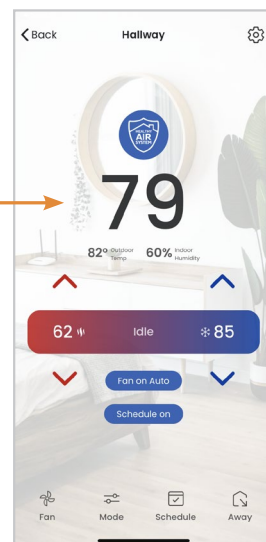 Back Hallway
HEALTHY
AIR
SYSTEM
79
82° Outdoor Temp 60% Indoor Humidity
62 Idle 85
Fan on Auto
Schedule on
Fan Mode Schedule Away